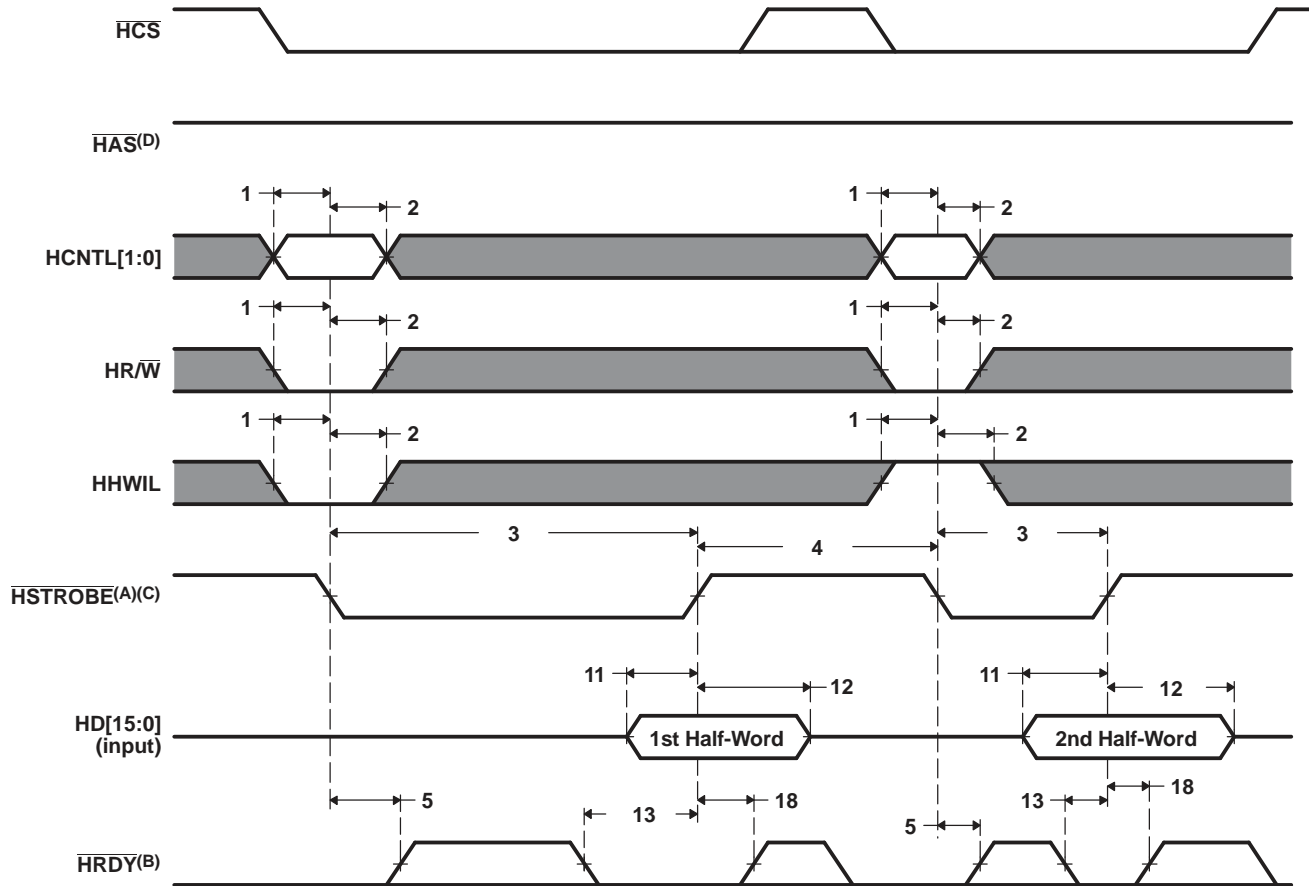 HCS
HAS(D)
1
2
1
2
HCNTL[1:0]
1
2
1
2
HR/W
1
2
1
2
HHWIL
3
4
3
HSTROBE(A)(C)
11
12
11
12
HD[15:0]
(input)
1st Half-Word
2nd Half-Word
5
13
18
5
13
18
HRDY(B)